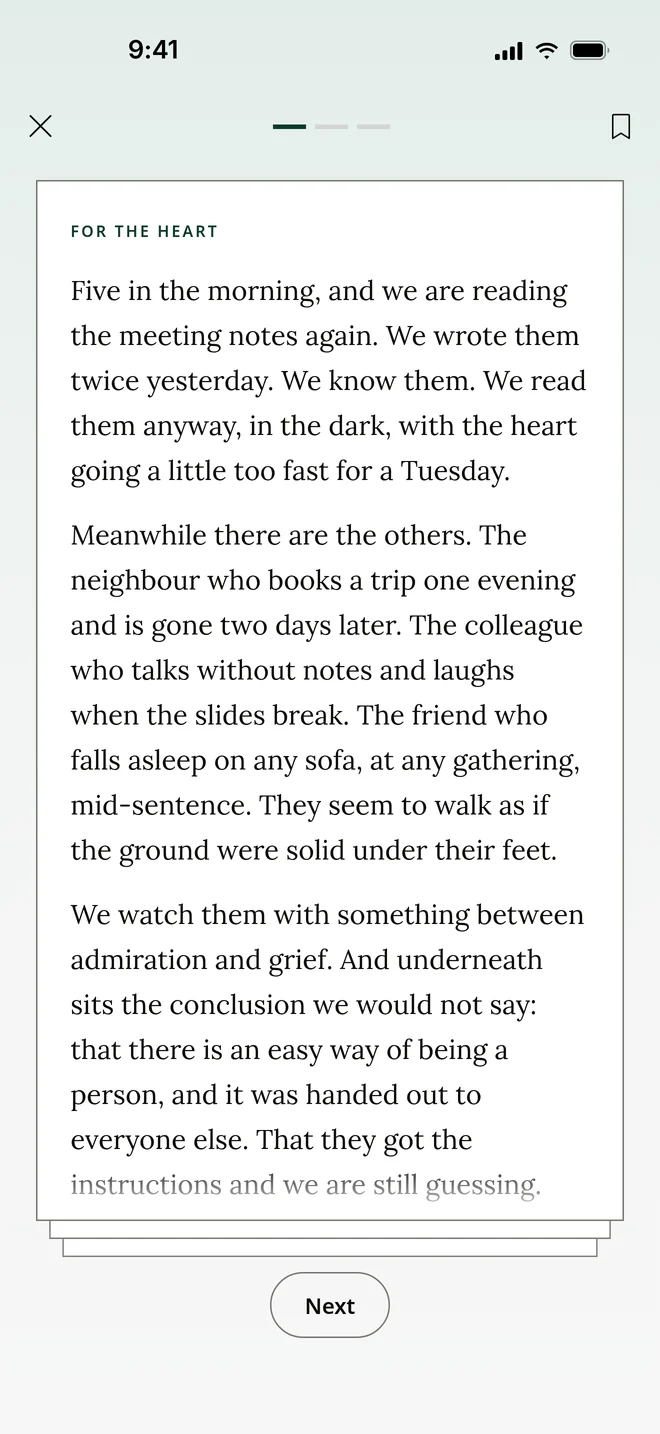 9:41
FOR THE HEART
Five in the morning, and we are reading
the meeting notes again. We wrote them
twice yesterday. We know them. We read
them anyway, in the dark, with the heart
going a little too fast for a Tuesday.
Meanwhile there are the others. The
neighbour who books a trip one evening
and is gone two days later. The colleague
who talks without notes and laughs
when the slides break. The friend who
falls asleep on any sofa, at any gathering,
mid-sentence. They seem to walk as if
the ground were solid under their feet.
We watch them with something between
admiration and grief. And underneath
sits the conclusion we would not say:
that there is an easy way of being a
person, and it was handed out to
everyone else. That they got the
instructions and we are still guessing.
Next